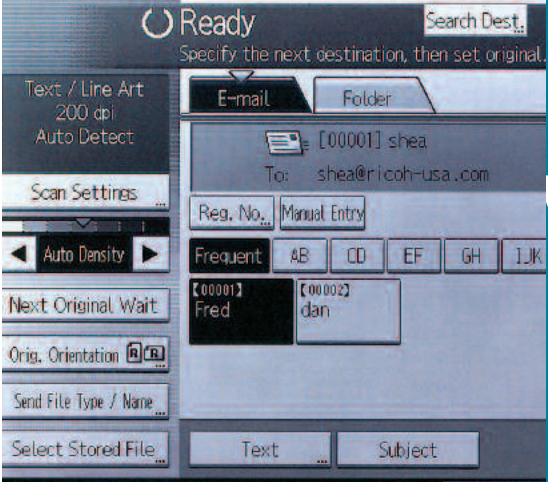 Ready
Search Dest.
Specify the next destination, then set original.
Text / Line Art
200 dpi
Auto Detect
Scan Settings
Auto Density
Next Original Wait
Orig. Orientation R R
Send File Type / Name
Select Stored File
E-mail
Folder
[00001] shea
To: shea@ricoh-usa.com
Reg. No.
Manual Entry
Frequent AB CD EF GH IJK
【00001】 【00002】
Fred dan
Text
Subject